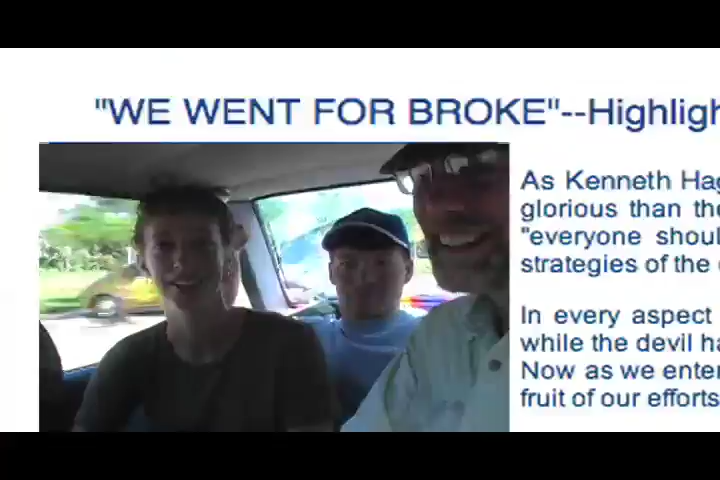 "WE WENT FOR BROKE"--Highligh
As Kenneth Hag
glorious than the
"everyone shoul
strategies of the
In every aspect
while the devil ha
Now as we enter
fruit of our efforts